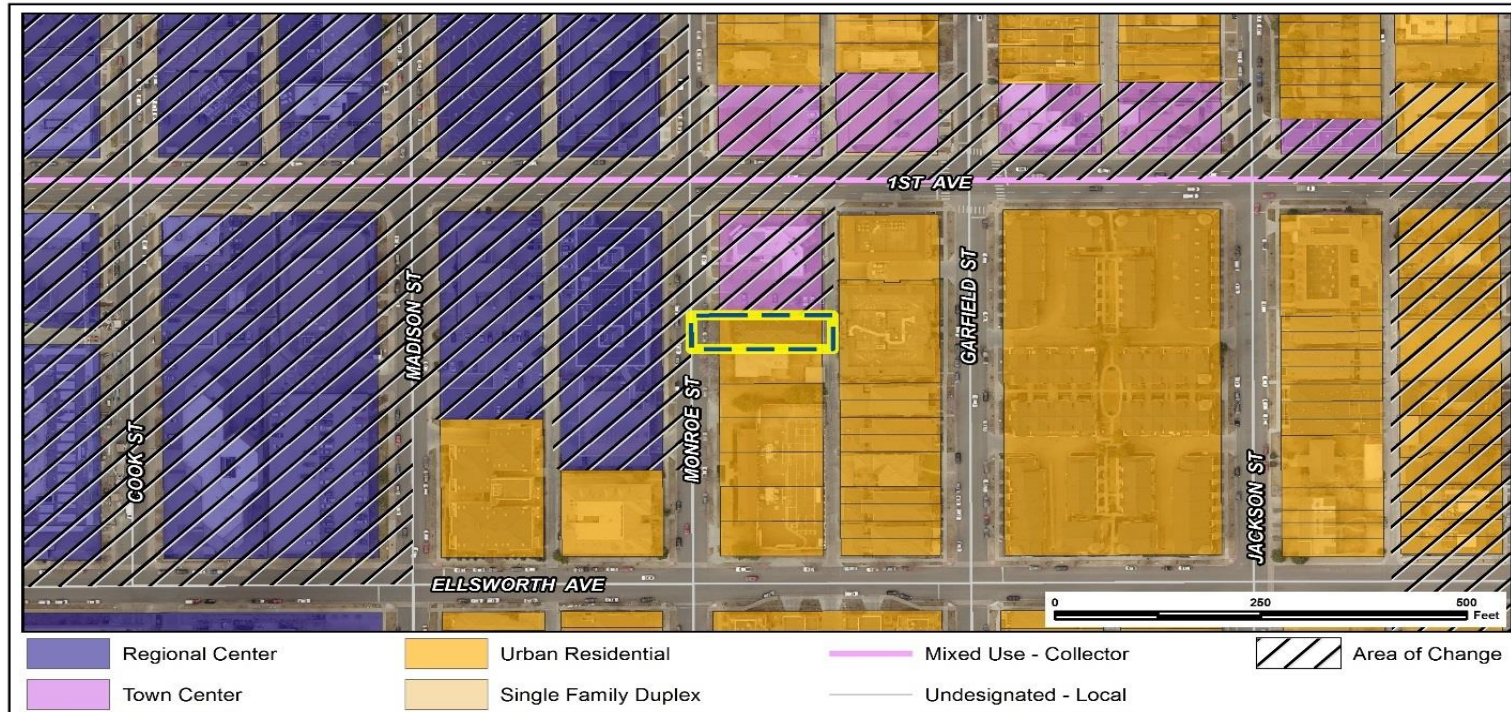 1ST AVE
COOK ST
MADISON ST
MONROE ST
GARFIELD ST
JACKSON ST
ELLSWORTH AVE
0 250 500
Feet
Regional Center
Urban Residential
Mixed Use - Collector
Area of Change
Town Center
Single Family Duplex
Undesignated - Local